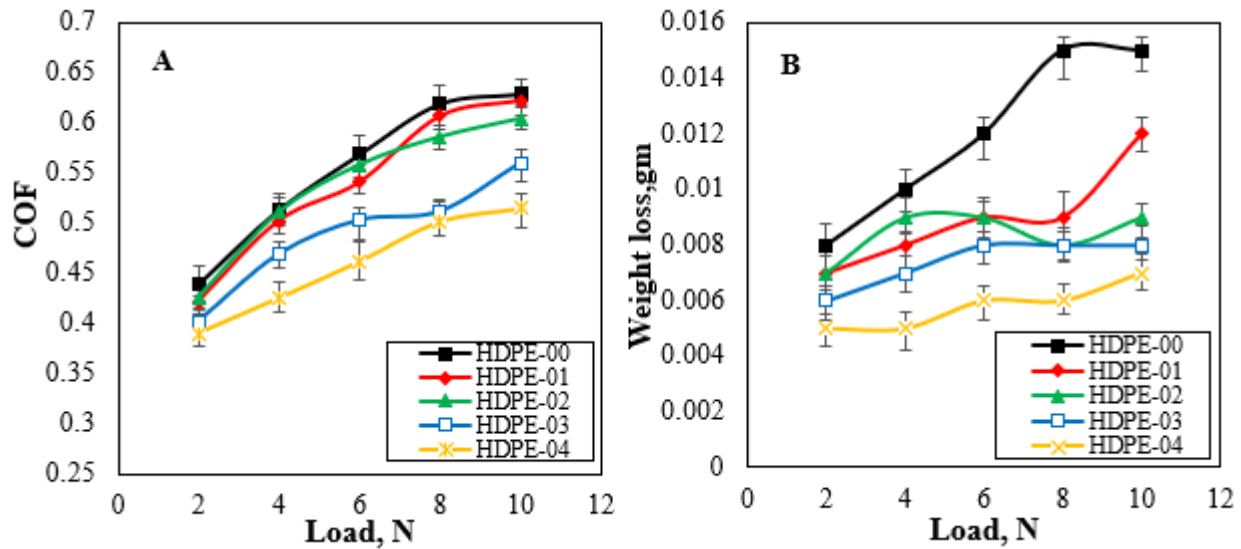 A
COF
0.7
0.65
0.6
0.55
0.5
0.45
0.4
0.35
0.3
0.25
0 2 4 6 8 10 12
Load, N
HDPE-00
HDPE-01
HDPE-02
HDPE-03
HDPE-04
B
Weight loss,gm
0.016
0.014
0.012
0.01
0.008
0.006
0.004
0.002
0
0 2 4 6 8 10 12
Load, N
HDPE-00
HDPE-01
HDPE-02
HDPE-03
HDPE-04